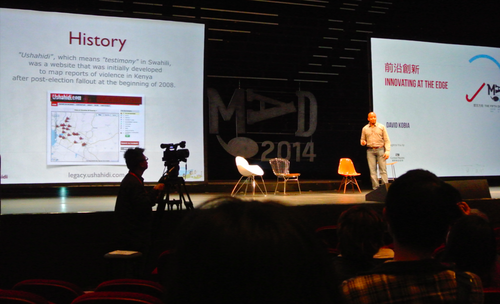 History
"Ushahidi", which means "testimony" in Swahili,
was a website that was initially developed
to map reports of violence in Kenya
after post-election fallout at the beginning of 2008.
Ushahidi.com
legacy.ushahidi.com
MAD
2014
前沿創新
INNOVATING AT THE EDGE
DAVID KOBIA
MAD